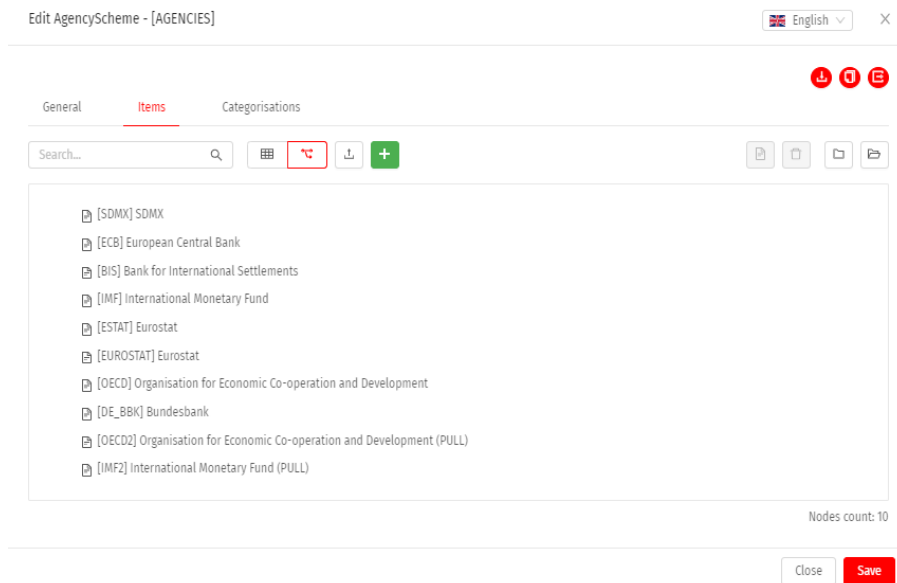 Edit AgencyScheme - [AGENCIES]
English
General Items Categorisations
Search...
[SDMX] SDMX
[ECB] European Central Bank
[BIS] Bank for International Settlements
[IMF] International Monetary Fund
[ESTAT] Eurostat
[EUROSTAT] Eurostat
[OECD] Organisation for Economic Co-operation and Development
[DE_BBK] Bundesbank
[OECD2] Organisation for Economic Co-operation and Development (PULL)
[IMF2] International Monetary Fund (PULL)
Nodes count: 10
Close Save